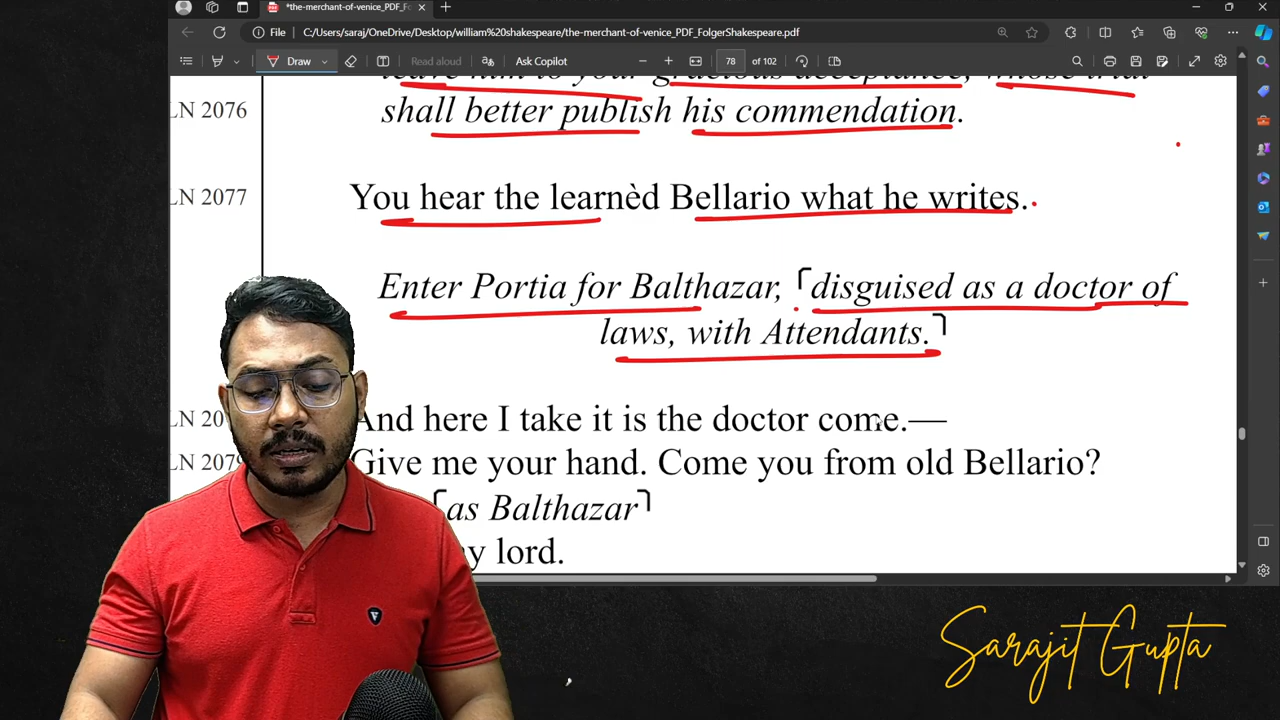 *the-merchant-of-venice_PDF_F
File C:/Users/saraj/OneDrive/Desktop/william%20shakespeare/the-merchant-of-venice_PDF_FolgerShakespeare.pdf
Draw Read aloud Ask Copilot 78 of 102
shall better publish his commendation.
LN 2076
LN 2077
You hear the learnèd Bellario what he writes.
Enter Portia for Balthazar, ⌜disguised as a doctor of
laws, with Attendants.⌝
And here I take it is the doctor come.—
Give me your hand. Come you from old Bellario?
⌜as Balthazar⌝
lord.
Sarajit Gupta